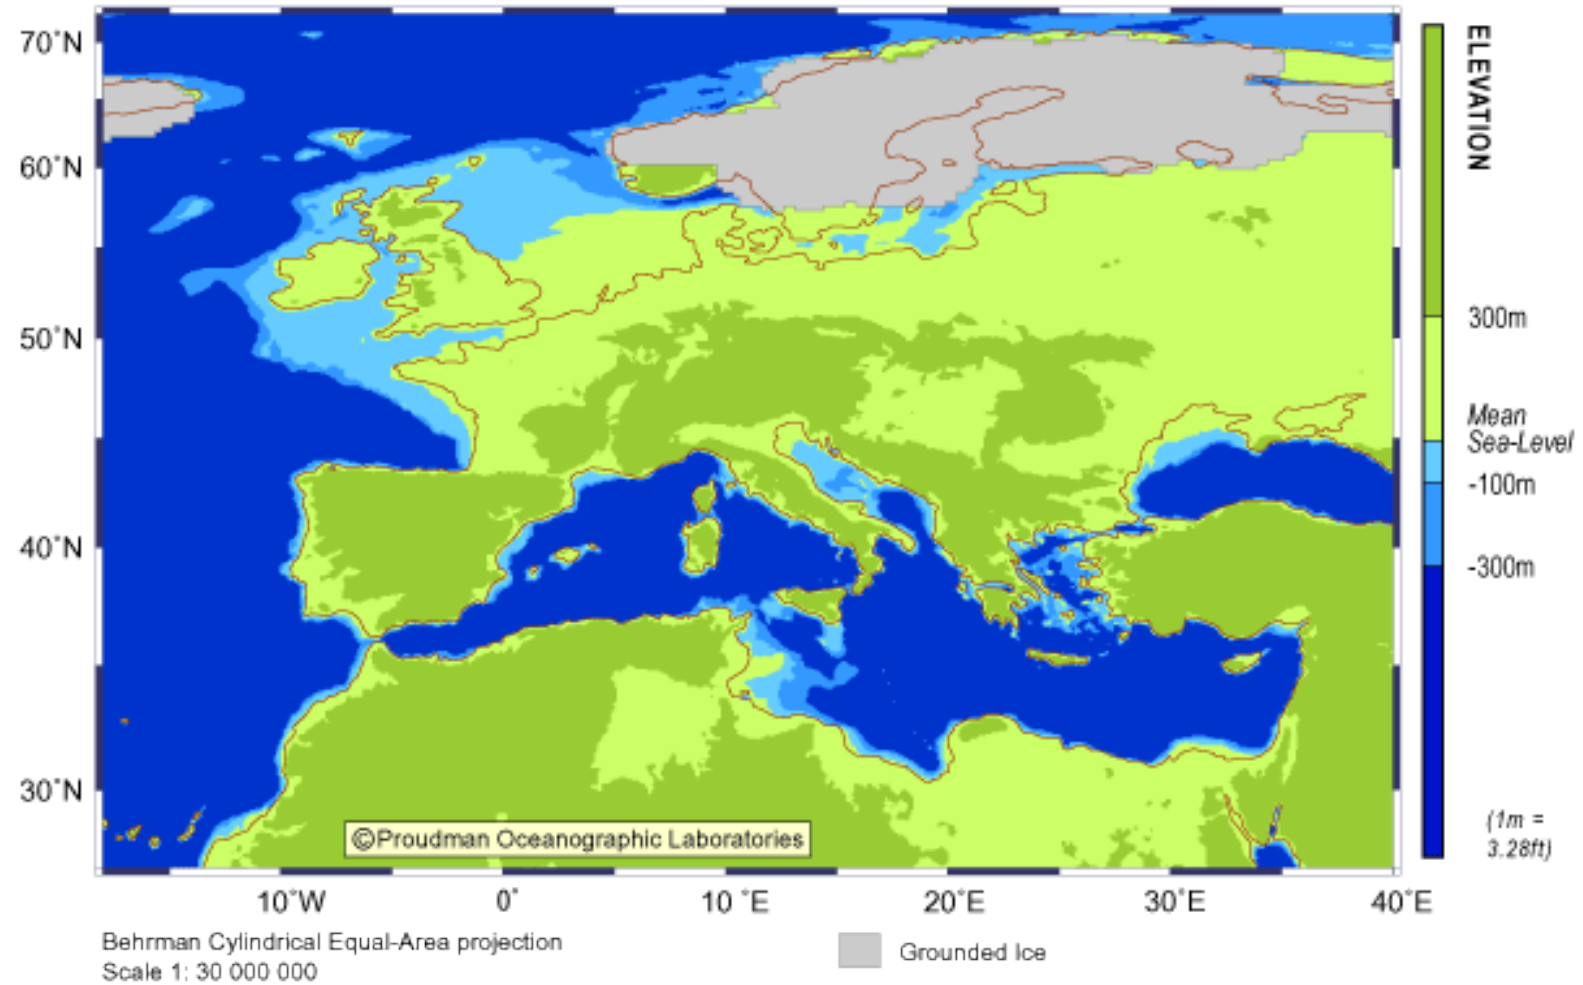 70˚N
60˚N
50˚N
40˚N
30˚N
ELEVATION
300m
Mean
Sea-Level
-100m
-300m
(1m =
3.28ft)
©Proudman Oceanographic Laboratories
10˚W
0˚
10˚E
20˚E
30˚E
40˚E
Behrman Cylindrical Equal-Area projection
Scale 1: 30 000 000
Grounded Ice